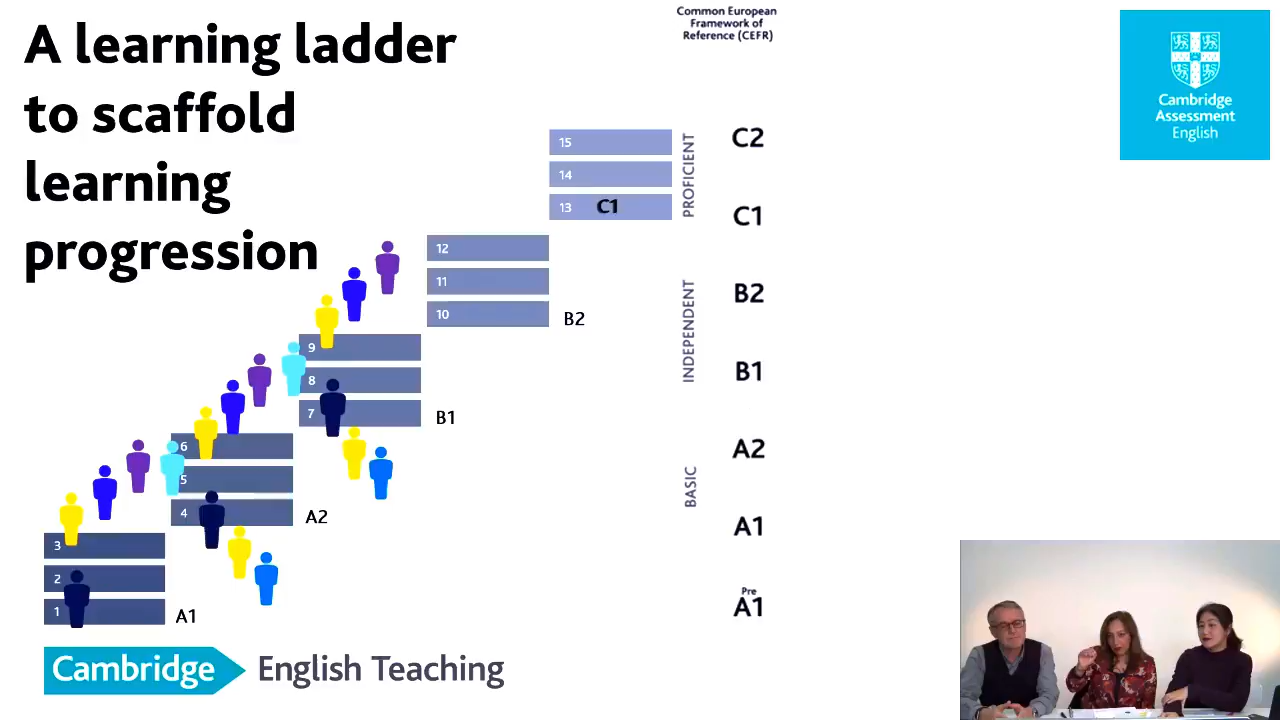 A learning ladder
to scaffold
learning
progression
Common European
Framework of
Reference (CEFR)
Cambridge
Assessment
English
15
14
13 C1
12
11
10
B2
9
8
7
B1
6
5
4
A2
3
2
1
A1
PROFICIENT
INDEPENDENT
BASIC
C2
C1
B2
B1
A2
A1
Pre
A1
Cambridge English Teaching